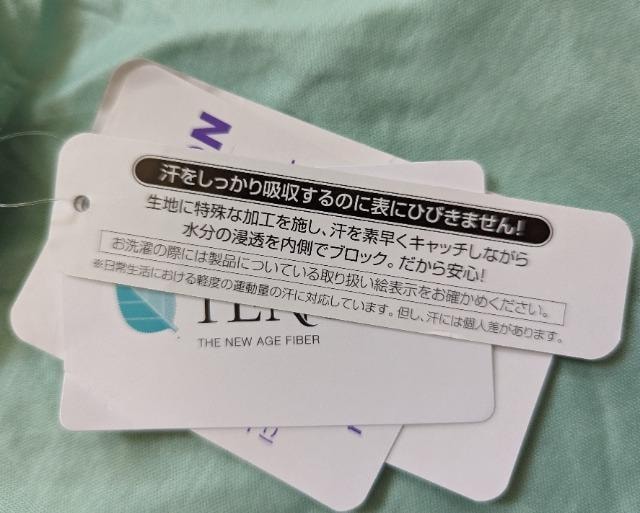 汗をしっかり吸収するのに表にひびきません!
生地に特殊な加工を施し、汗を素早くキャッチしながら
水分の浸透を内側でブロック。だから安心!
お洗濯の際には製品についている取り扱い絵表示をお確かめください。
※日常生活における軽度の運動量の汗に対応しています。但し、汗には個人差があります。
THE NEW AGE FIBER